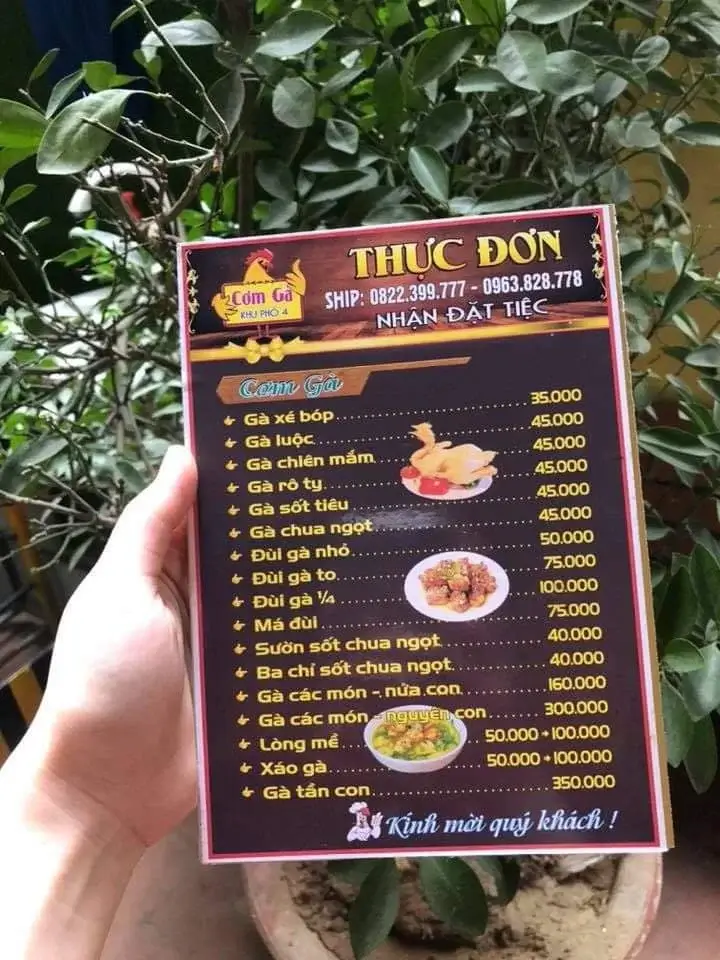 THỰC ĐƠN
Cơm Gà
KHU PHỐ 4
SHIP: 0822.399.777 - 0963.828.778
NHẬN ĐẶT TIỆC
Cơm Gà
Gà xé bóp 35.000
Gà luộc 45.000
Gà chiên mắm 45.000
Gà rô ty 45.000
Gà sốt tiêu 45.000
Gà chua ngọt 45.000
Đùi gà nhỏ 50.000
Đùi gà to 75.000
Đùi gà ¼ 100.000
Má đùi 75.000
Sườn sốt chua ngọt 40.000
Ba chỉ sốt chua ngọt 40.000
Gà các món - nửa con 160.000
Gà các món - nguyên con 300.000
Lòng mề 50.000→100.000
Xáo gà 50.000→100.000
Gà tần con 350.000
Kính mời quý khách !